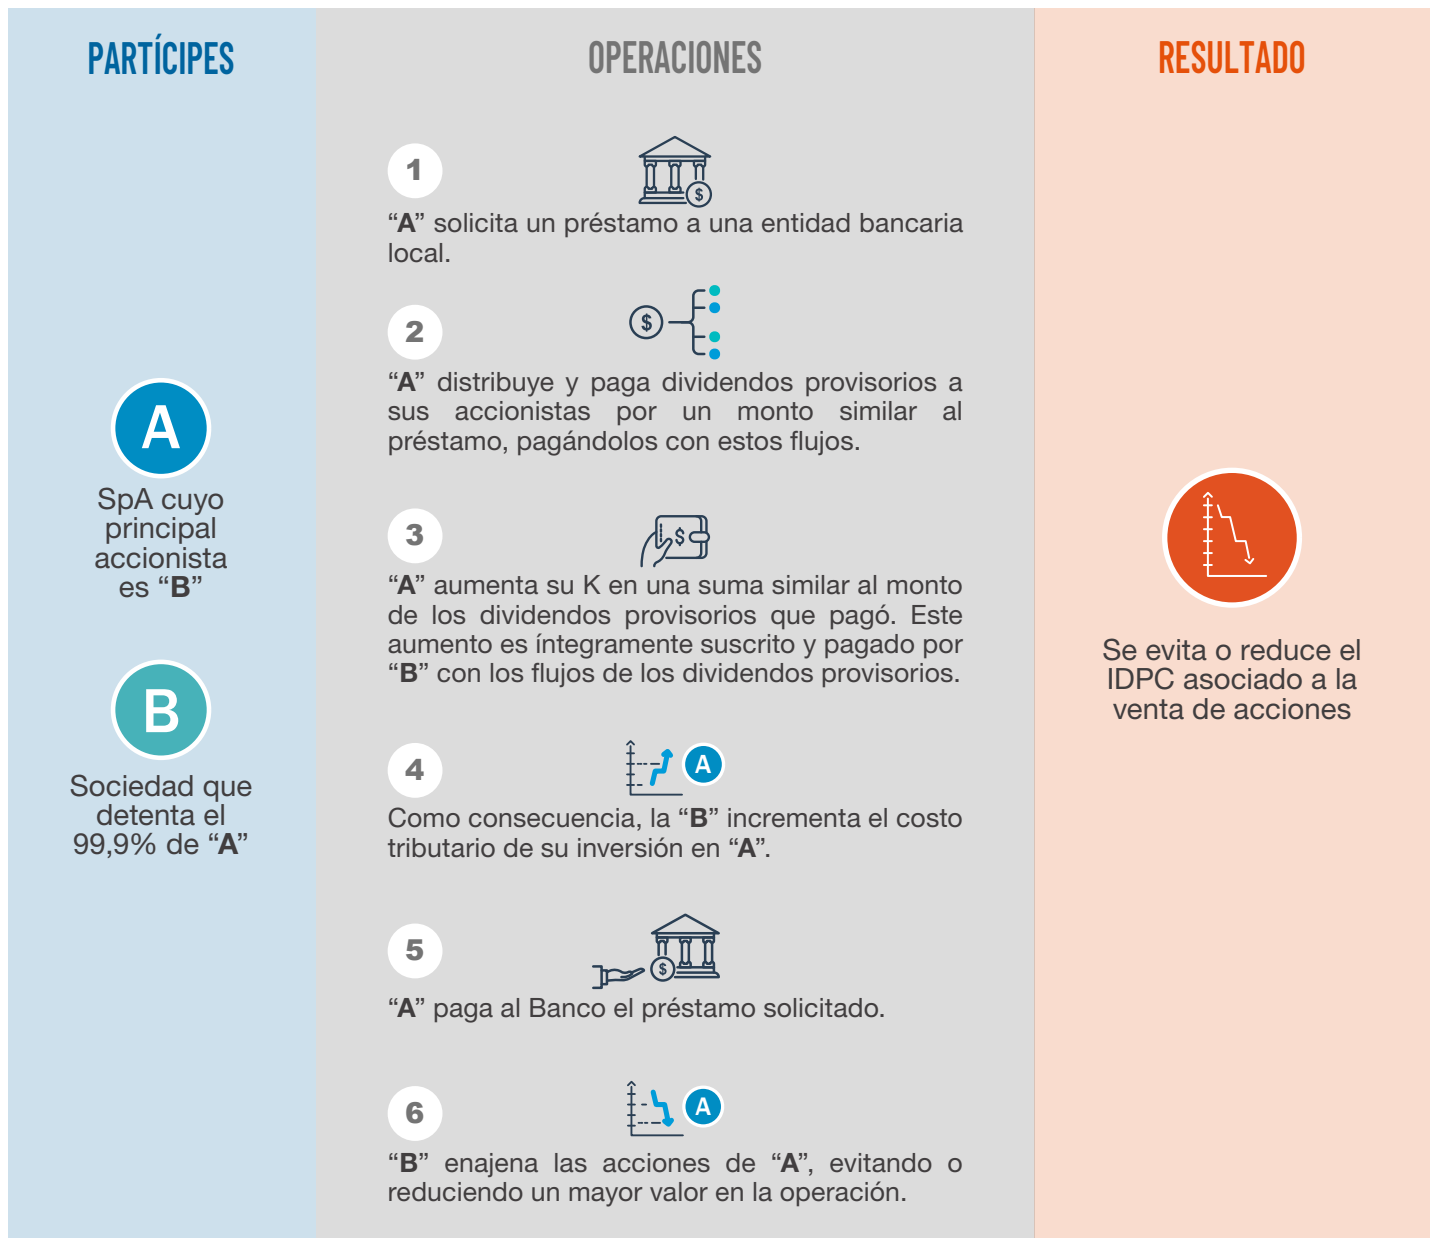 PARTÍCIPES
A
SpA cuyo
principal
accionista
es “B”
B
Sociedad que
detenta el
99,9% de “A”
OPERACIONES
1
$
“A” solicita un préstamo a una entidad bancaria
local.
2
$
“A” distribuye y paga dividendos provisorios a
sus accionistas por un monto similar al
préstamo, pagándolos con estos flujos.
3
$
“A” aumenta su K en una suma similar al monto
de los dividendos provisorios que pagó. Este
aumento es íntegramente suscrito y pagado por
“B” con los flujos de los dividendos provisorios.
4
A
Como consecuencia, la “B” incrementa el costo
tributario de su inversión en “A”.
5
$
“A” paga al Banco el préstamo solicitado.
6
A
“B” enajena las acciones de “A”, evitando o
reduciendo un mayor valor en la operación.
RESULTADO
Se evita o reduce el
IDPC asociado a la
venta de acciones